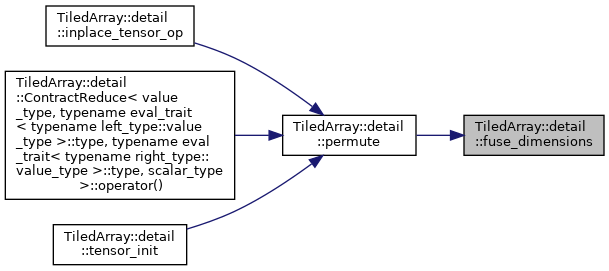 TiledArray::detail
::inplace_tensor_op
TiledArray::detail
::ContractReduce< value
_type, typename eval_trait
< typename left_type::value
_type >::type, typename eval
_trait< typename right_type::
value_type >::type, scalar_type
>::operator()
TiledArray::detail
::tensor_init
TiledArray::detail
::permute
TiledArray::detail
::fuse_dimensions